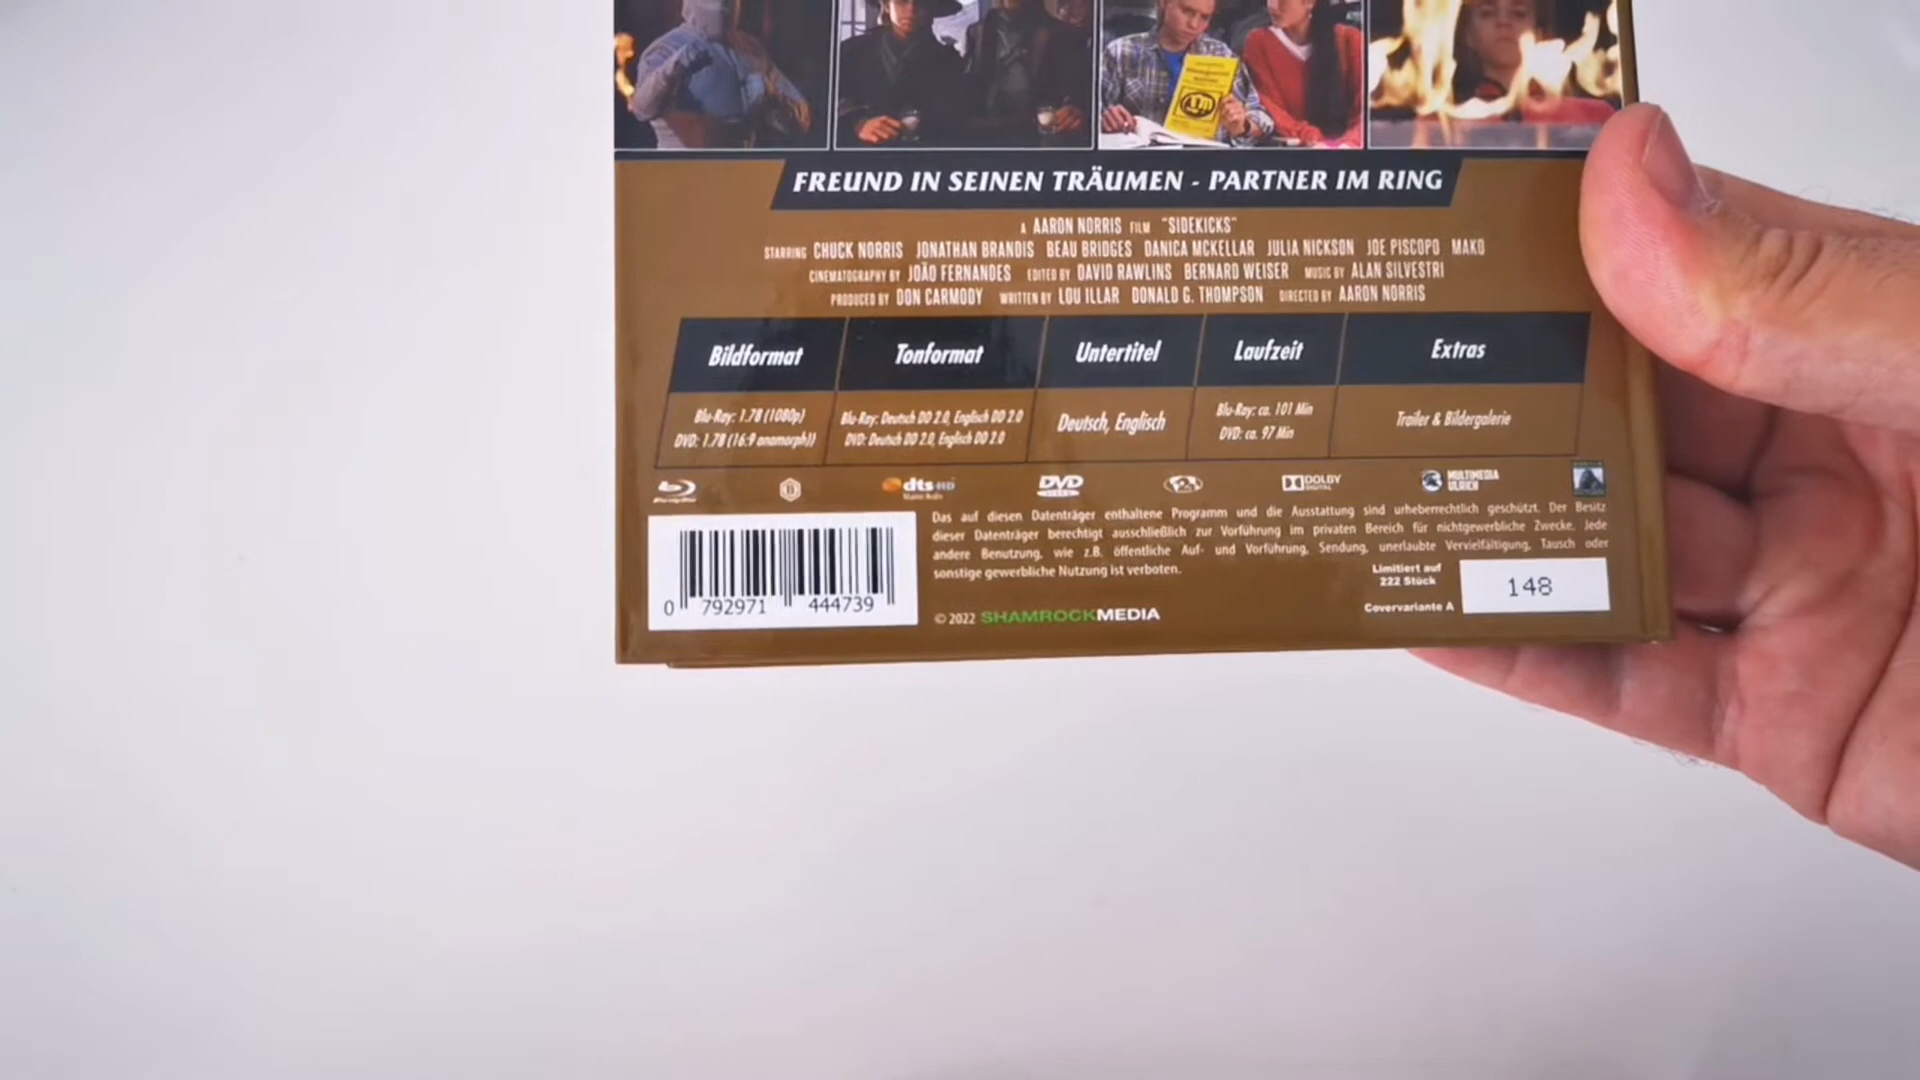 FREUND IN SEINEN TRÄUMEN - PARTNER IM RING
A AARON NORRIS FILM "SIDEKICKS"
STARRING CHUCK NORRIS JONATHAN BRANDIS BEAU BRIDGES DANICA MCKELLAR JULIA NICKSON JOE PISCOPO MAKO
CINEMATOGRAPHY BY JOÃO FERNANDES EDITED BY DAVID RAWLINS BERNARD WEISER MUSIC BY ALAN SILVESTRI
PRODUCED BY DON CARMODY WRITTEN BY LOU ILLAR DONALD G. THOMPSON DIRECTED BY AARON NORRIS
Bildformat Tonformat Untertitel Laufzeit Extras
Blu-Ray: 1.78 (1080p) Blu-Ray: Deutsch DD 2.0, Englisch DD 2.0 Deutsch, Englisch Blu-Ray: ca. 101 Min Trailer & Bildergalerie
DVD: 1.78 (16:9 anamorph)) DVD: Deutsch DD 2.0, Englisch DD 2.0 DVD: ca. 97 Min
dts HD DVD VIDEO DOLBY DIGITAL MULTIMEDIA ULRICH
Das auf diesen Datenträger enthaltene Programm und die Ausstattung sind urheberrechtlich geschützt. Der Besitz
dieser Datenträger berechtigt ausschließlich zur Vorführung im privaten Bereich für nichtgewerbliche Zwecke. Jede
andere Benutzung, wie z.B. öffentliche Auf- und Vorführung, Sendung, unerlaubte Vervielfältigung, Tausch oder
sonstige gewerbliche Nutzung ist verboten.
Limitiert auf
222 Stück
148
Covervariante A
0 792971 444739
© 2022 SHAMROCKMEDIA